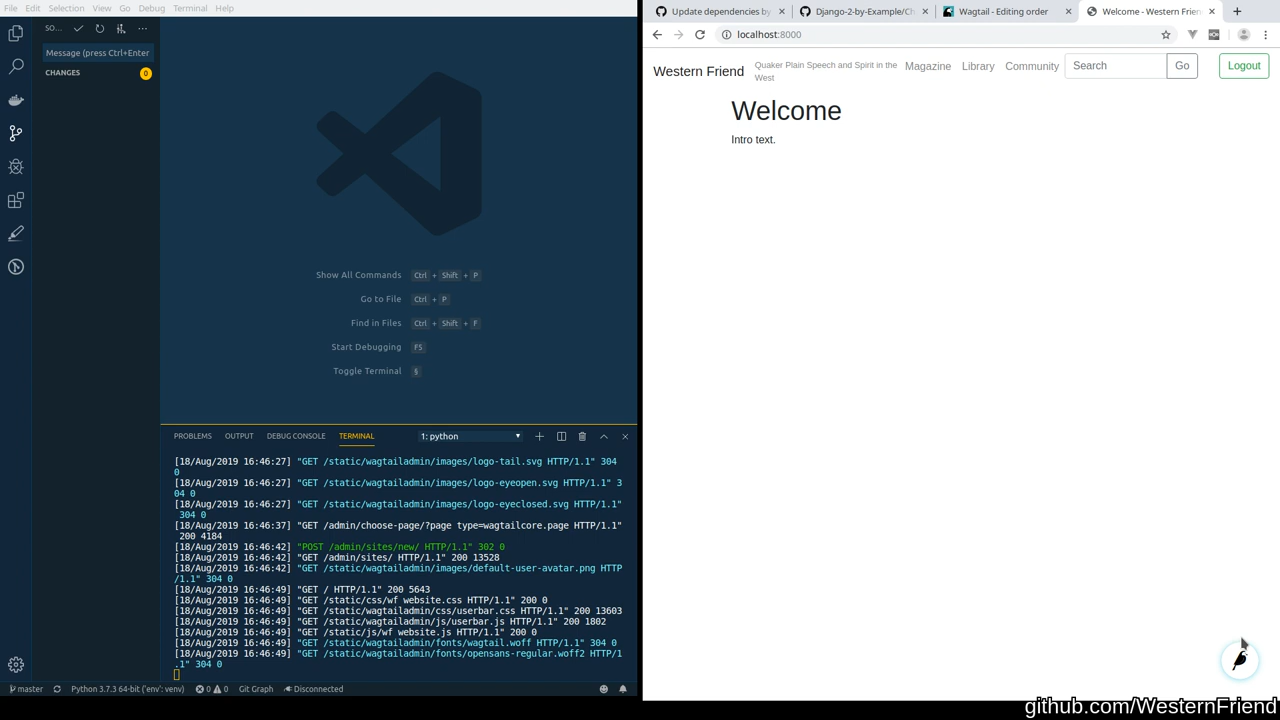 File Edit Selection View Go Debug Terminal Help
SO...
Message (press Ctrl+Enter
CHANGES 0
Show All Commands Ctrl + Shift + P
Go to File Ctrl + P
Find in Files Ctrl + Shift + F
Start Debugging F5
Toggle Terminal §
PROBLEMS OUTPUT DEBUG CONSOLE TERMINAL 1: python
[18/Aug/2019 16:46:27] "GET /static/wagtailadmin/images/logo-tail.svg HTTP/1.1" 304
0
[18/Aug/2019 16:46:27] "GET /static/wagtailadmin/images/logo-eyeopen.svg HTTP/1.1" 3
04 0
[18/Aug/2019 16:46:27] "GET /static/wagtailadmin/images/logo-eyeclosed.svg HTTP/1.1"
304 0
[18/Aug/2019 16:46:37] "GET /admin/choose-page/?page_type=wagtailcore.page HTTP/1.1"
200 4184
[18/Aug/2019 16:46:42] "POST /admin/sites/new/ HTTP/1.1" 302 0
[18/Aug/2019 16:46:42] "GET /admin/sites/ HTTP/1.1" 200 13528
[18/Aug/2019 16:46:42] "GET /static/wagtailadmin/images/default-user-avatar.png HTTP
/1.1" 304 0
[18/Aug/2019 16:46:49] "GET / HTTP/1.1" 200 5643
[18/Aug/2019 16:46:49] "GET /static/css/wf_website.css HTTP/1.1" 200 0
[18/Aug/2019 16:46:49] "GET /static/wagtailadmin/css/userbar.css HTTP/1.1" 200 13603
[18/Aug/2019 16:46:49] "GET /static/wagtailadmin/js/userbar.js HTTP/1.1" 200 1802
[18/Aug/2019 16:46:49] "GET /static/js/wf_website.js HTTP/1.1" 200 0
[18/Aug/2019 16:46:49] "GET /static/wagtailadmin/fonts/wagtail.woff HTTP/1.1" 304 0
[18/Aug/2019 16:46:49] "GET /static/wagtailadmin/fonts/opensans-regular.woff2 HTTP/1
.1" 304 0
master Python 3.7.3 64-bit ('env': venv) 0 0 Git Graph Disconnected
Update dependencies by Django-2-by-Example/Ch Wagtail - Editing order Welcome - Western Frien
localhost:8000
Western Friend Quaker Plain Speech and Spirit in the West Magazine Library Community Search Go Logout
Welcome
Intro text.
github.com/WesternFriend